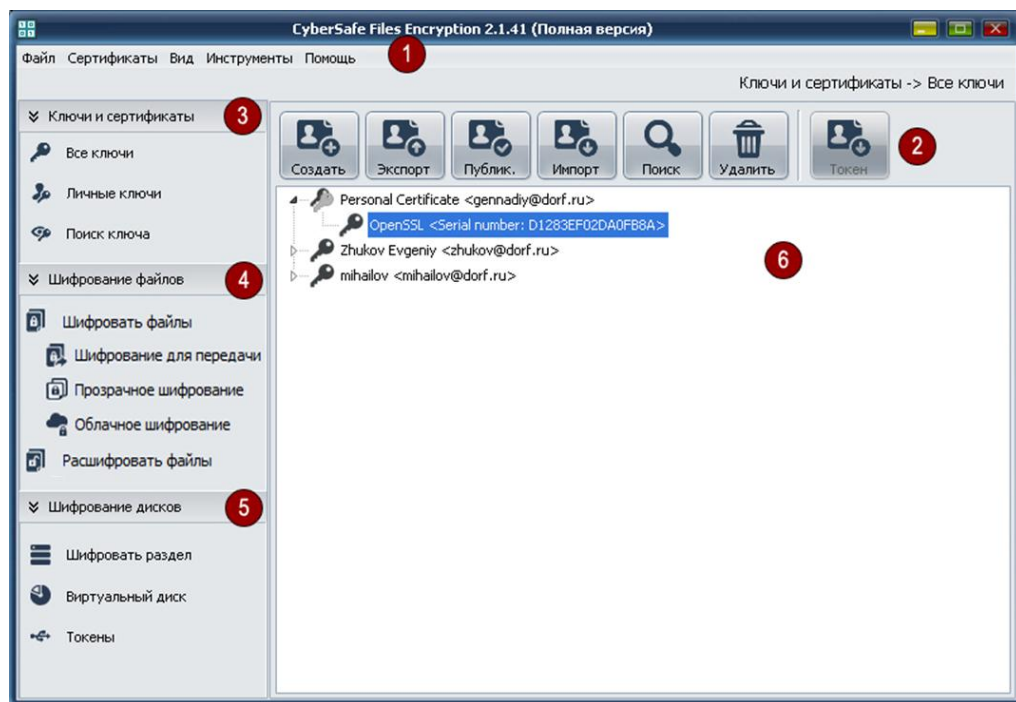 CyberSafe Files Encryption 2.1.41 (Полная версия)
Файл Сертификаты Вид Инструменты Помощь
1
Ключи и сертификаты -> Все ключи
Ключи и сертификаты
3
Все ключи
Личные ключи
Поиск ключа
Шифрование файлов
4
Шифровать файлы
Шифрование для передачи
Прозрачное шифрование
Облачное шифрование
Расшифровать файлы
Шифрование дисков
5
Шифровать раздел
Виртуальный диск
Токены
Создать Экспорт Публик. Импорт Поиск Удалить Токен
2
Personal Certificate <gennadiy@dorf.ru>
OpenSSL <Serial number: D1283EF02DA0FB8A>
Zhukov Evgeniy <zhukov@dorf.ru>
mihailov <mihailov@dorf.ru>
6